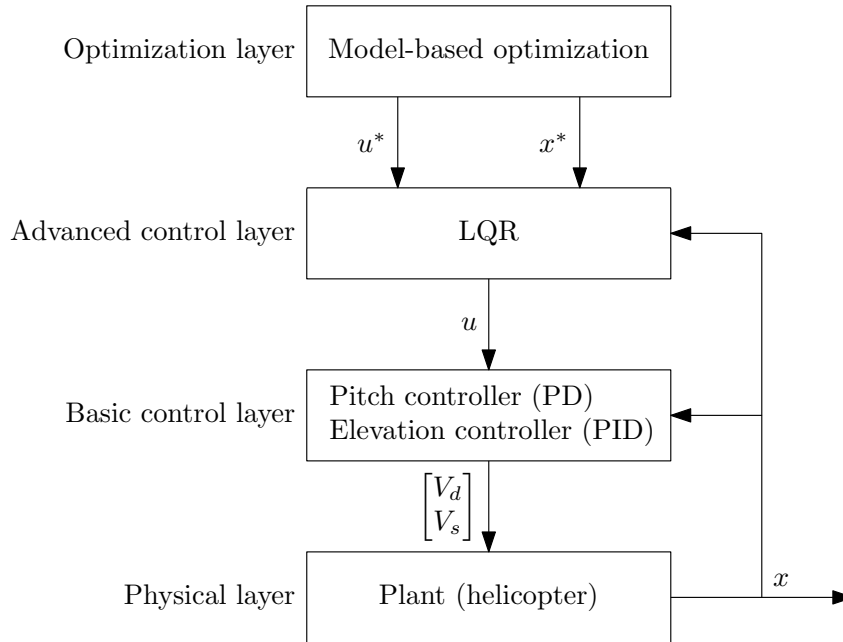 Optimization layer
Model-based optimization
u*
x*
Advanced control layer
LQR
u
Basic control layer
Pitch controller (PD)
Elevation controller (PID)
[V_d
V_s]
Physical layer
Plant (helicopter)
x